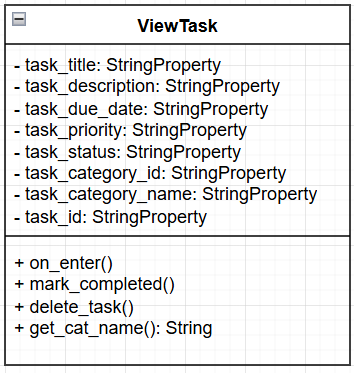 ViewTask
- task_title: StringProperty
- task_description: StringProperty
- task_due_date: StringProperty
- task_priority: StringProperty
- task_status: StringProperty
- task_category_id: StringProperty
- task_category_name: StringProperty
- task_id: StringProperty
+ on_enter()
+ mark_completed()
+ delete_task()
+ get_cat_name(): String